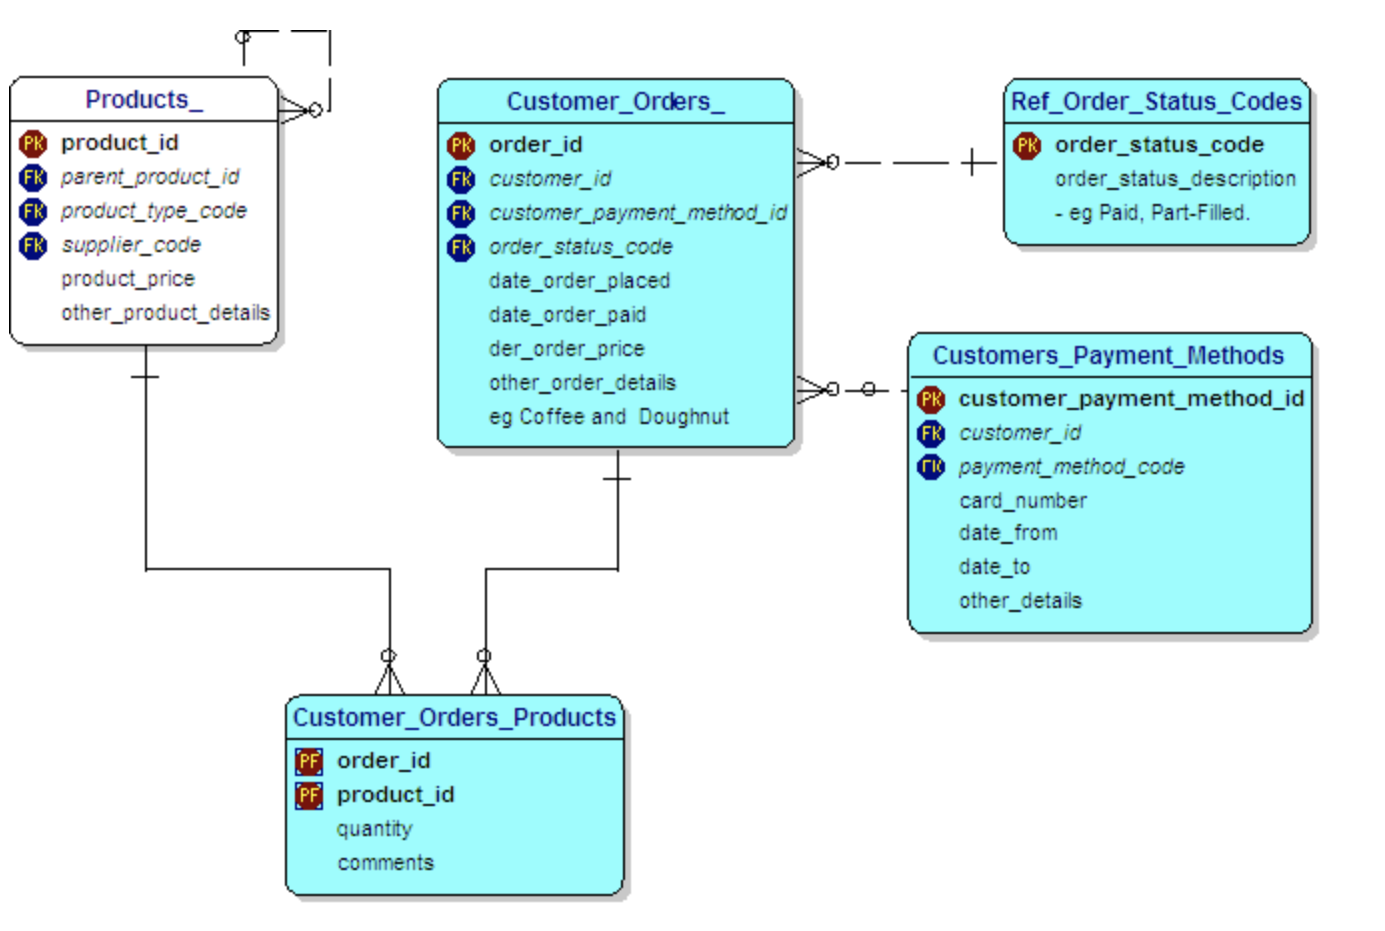 Products_
PK product_id
FK parent_product_id
FK product_type_code
FK supplier_code
product_price
other_product_details
Customer_Orders_
PK order_id
FK customer_id
FK customer_payment_method_id
FK order_status_code
date_order_placed
date_order_paid
der_order_price
other_order_details
eg Coffee and Doughnut
Ref_Order_Status_Codes
PK order_status_code
order_status_description
- eg Paid, Part-Filled.
Customers_Payment_Methods
PK customer_payment_method_id
FK customer_id
FK payment_method_code
card_number
date_from
date_to
other_details
Customer_Orders_Products
PF order_id
PF product_id
quantity
comments